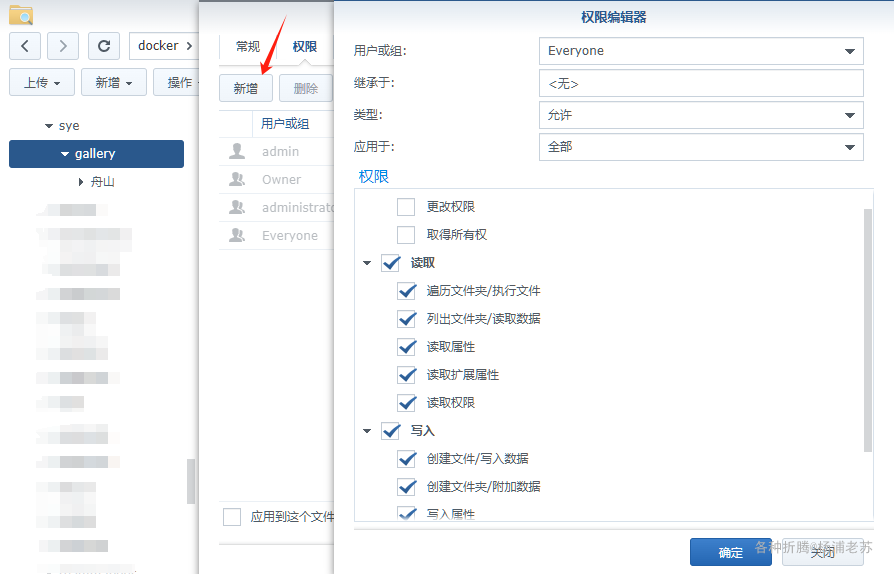 docker
上传
新增
操作
sye
gallery
舟山
常规
权限
新增
删除
用户或组
admin
Owner
administrato
Everyone
应用到这个文件
权限编辑器
用户或组:
Everyone
继承于:
<无>
类型:
允许
应用于:
全部
权限
更改权限
取得所有权
读取
遍历文件夹/执行文件
列出文件夹/读取数据
读取属性
读取扩展属性
读取权限
写入
创建文件/写入数据
创建文件夹/附加数据
写入属性
确定
关闭
各种折腾@杨浦老苏